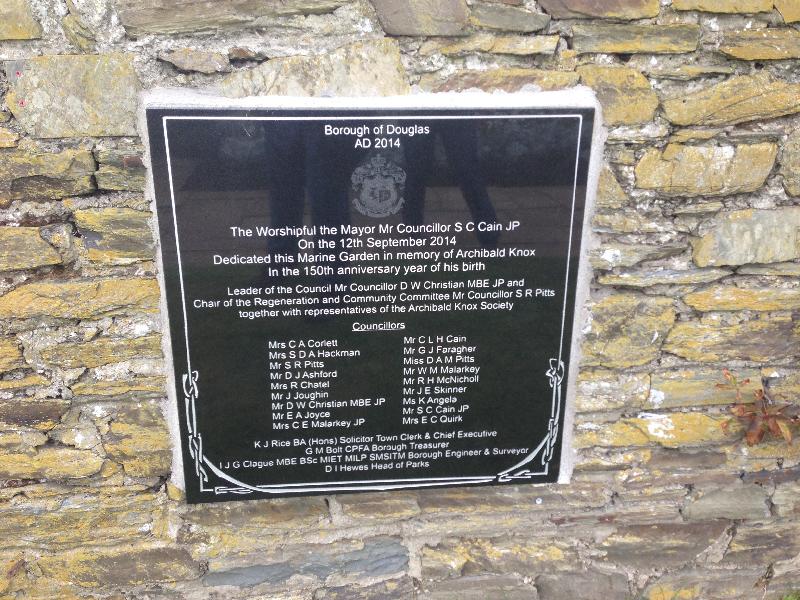 Borough of Douglas
AD 2014
The Worshipful the Mayor Mr Councillor S C Cain JP
On the 12th September 2014
Dedicated this Marine Garden in memory of Archibald Knox
In the 150th anniversary year of his birth
Leader of the Council Mr Councillor D W Christian MBE JP and
Chair of the Regeneration and Community Committee Mr Councillor S R Pitts
together with representatives of the Archibald Knox Society
Councillors
Mrs C A Corlett
Mrs S D A Hackman
Mr S R Pitts
Mr D J Ashford
Mrs R Chatel
Mr J Joughin
Mr D W Christian MBE JP
Mr E A Joyce
Mrs C E Malarkey JP
Mr C L H Cain
Mr G J Faragher
Miss D A M Pitts
Mr W M Malarkey
Mr R H McNicholl
Mr J E Skinner
Ms K Angela
Mr S C Cain JP
Mrs E C Quirk
K J Rice BA (Hons) Solicitor Town Clerk & Chief Executive
G M Bolt CPFA Borough Treasurer
I J G Clague MBE BSc MIET MILP SMSITM Borough Engineer & Surveyor
D I Hewes Head of Parks